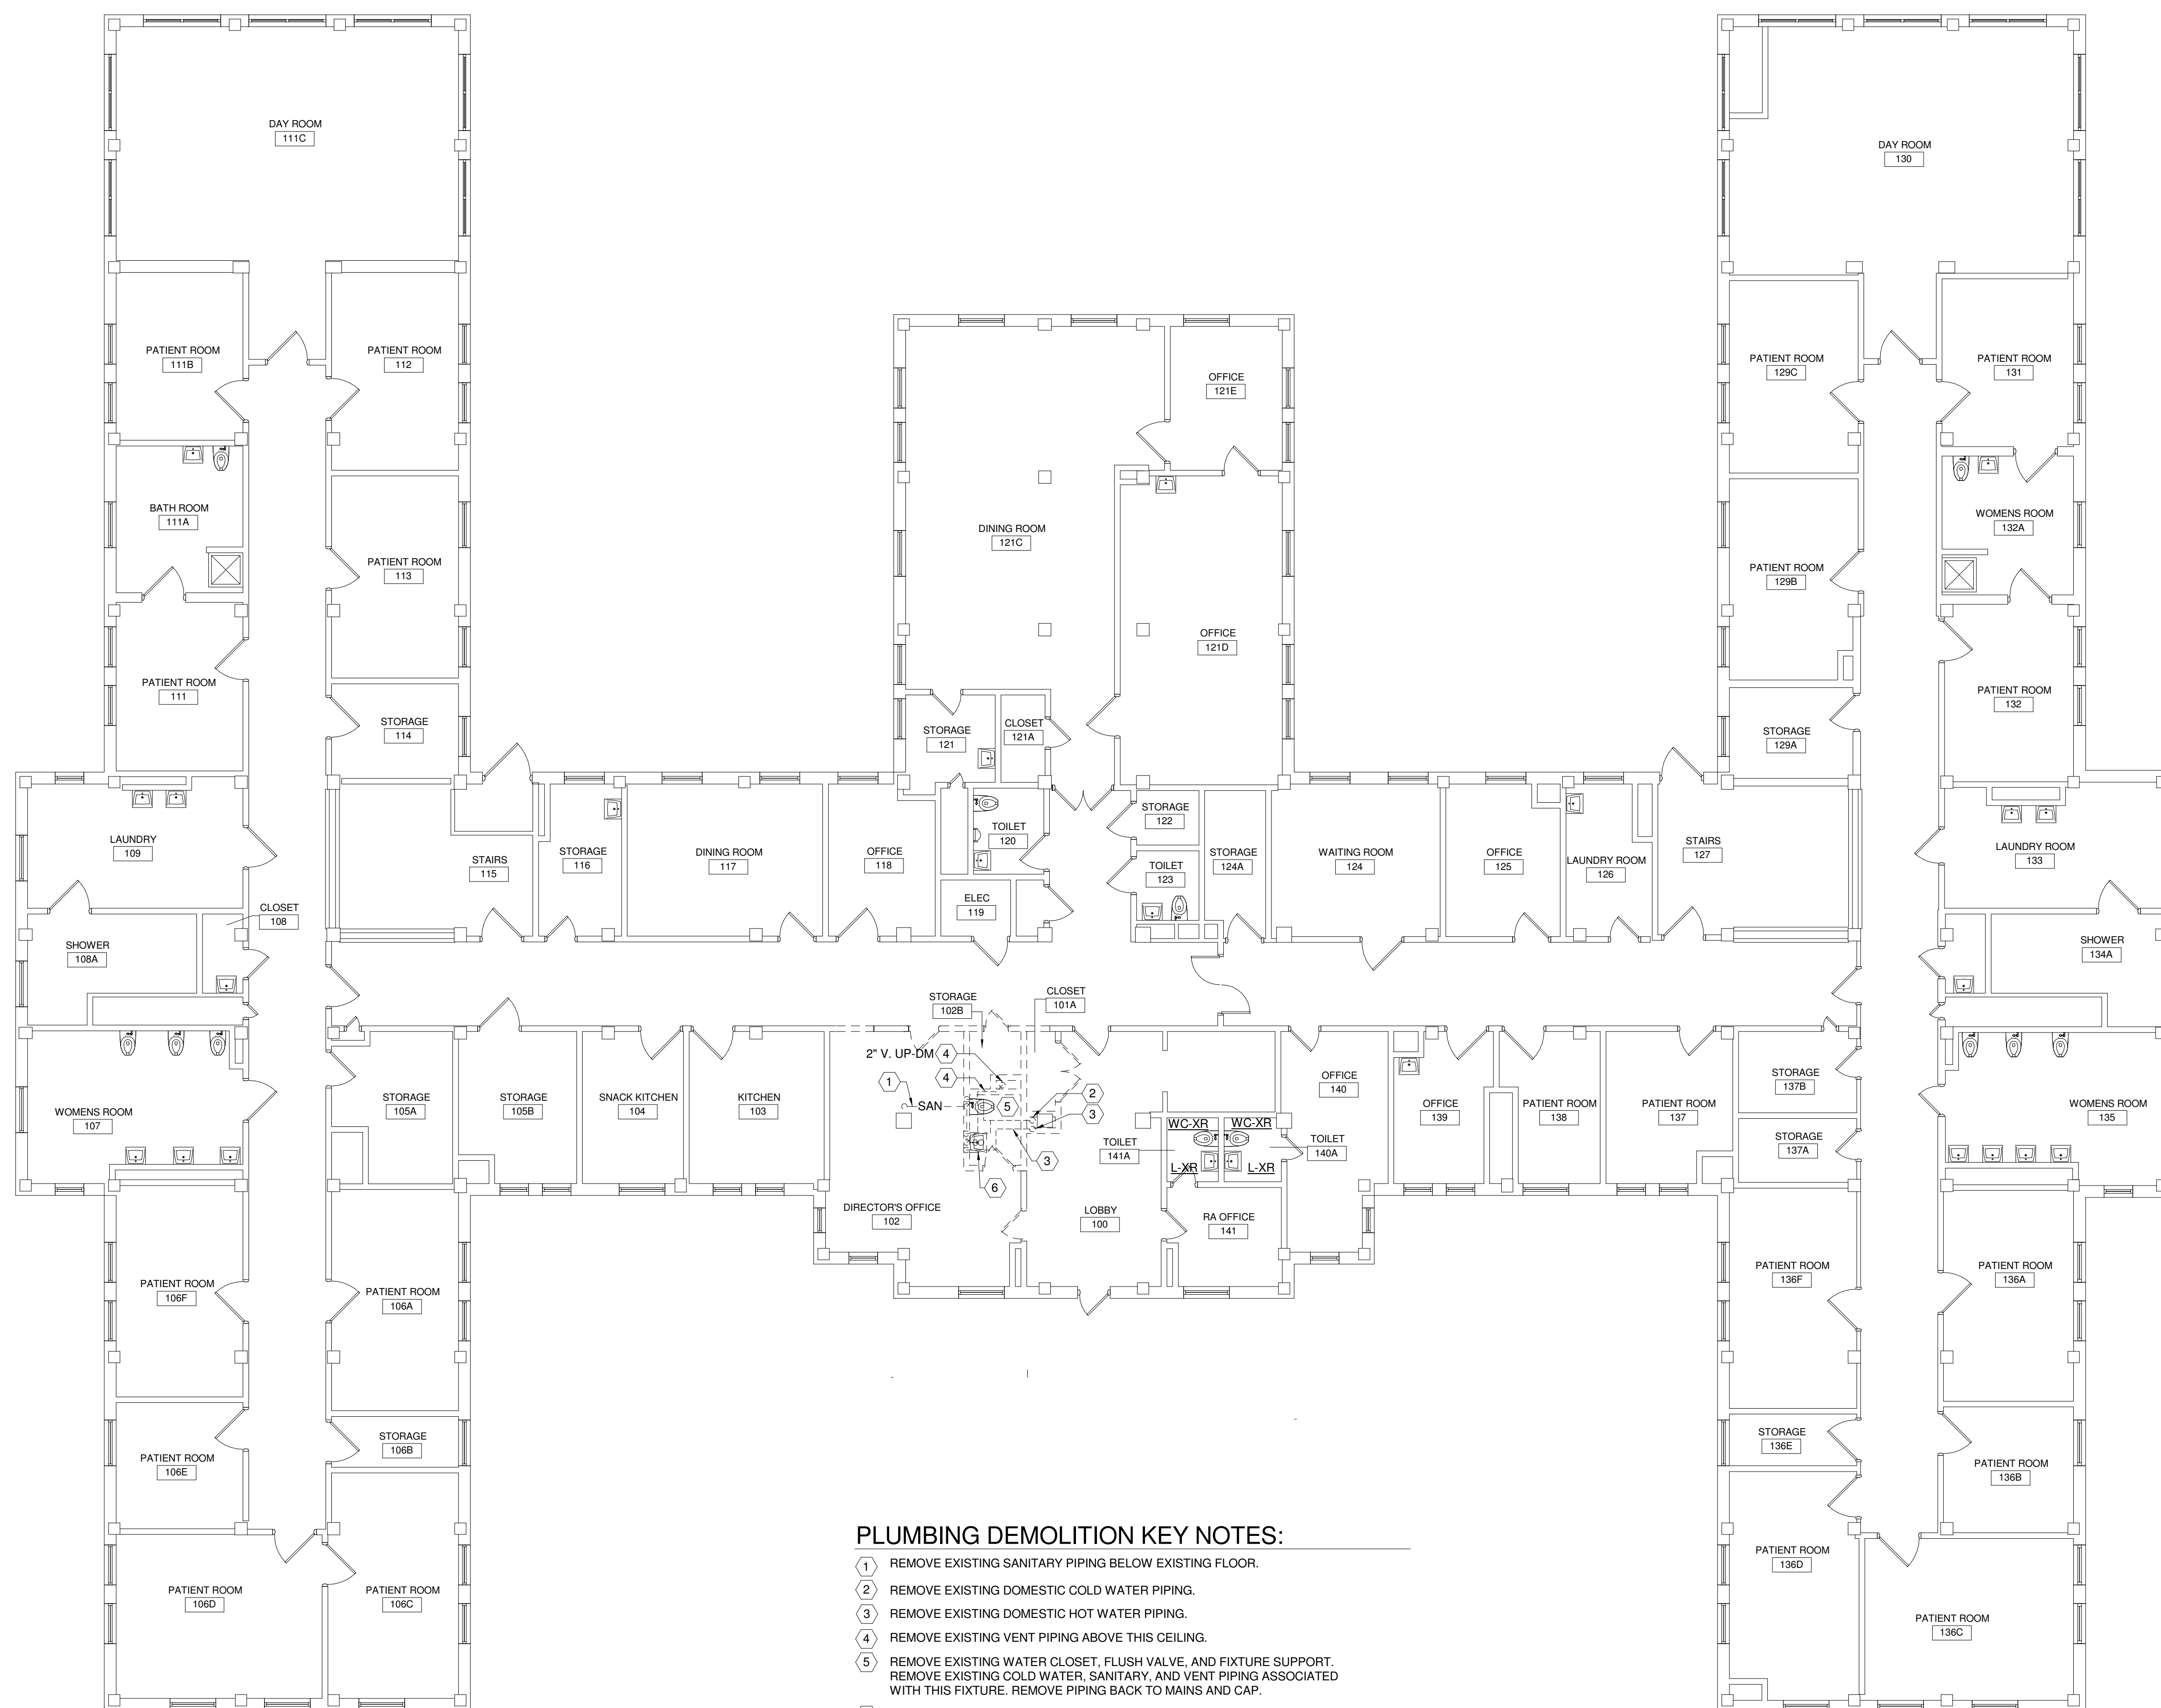 DAY ROOM
111C
DAY ROOM
130
PATIENT ROOM
111B
PATIENT ROOM
112
OFFICE
121E
PATIENT ROOM
129C
PATIENT ROOM
131
BATH ROOM
111A
PATIENT ROOM
113
DINING ROOM
121C
WOMENS ROOM
132A
PATIENT ROOM
129B
OFFICE
121D
PATIENT ROOM
111
STORAGE
114
STORAGE
121
CLOSET
121A
STORAGE
129A
PATIENT ROOM
132
LAUNDRY
109
STAIRS
115
STORAGE
116
DINING ROOM
117
OFFICE
118
TOILET
120
STORAGE
122
TOILET
123
STORAGE
124A
WAITING ROOM
124
OFFICE
125
LAUNDRY ROOM
126
STAIRS
127
LAUNDRY ROOM
133
ELEC
119
CLOSET
108
SHOWER
108A
SHOWER
134A
STORAGE
102B
CLOSET
101A
2" V. UP-DM
4
4
1
SAN
5
2
3
3
6
WOMENS ROOM
107
STORAGE
105A
STORAGE
105B
SNACK KITCHEN
104
KITCHEN
103
OFFICE
140
OFFICE
139
PATIENT ROOM
138
PATIENT ROOM
137
STORAGE
137B
STORAGE
137A
WOMENS ROOM
135
WC-XR
WC-XR
TOILET
141A
TOILET
140A
L-XR
L-XR
DIRECTOR'S OFFICE
102
LOBBY
100
RA OFFICE
141
PATIENT ROOM
106F
PATIENT ROOM
106A
PATIENT ROOM
136F
PATIENT ROOM
136A
PATIENT ROOM
106E
STORAGE
106B
STORAGE
136E
PATIENT ROOM
136B
PATIENT ROOM
106D
PATIENT ROOM
106C
PATIENT ROOM
136D
PATIENT ROOM
136C
PLUMBING DEMOLITION KEY NOTES:
1 REMOVE EXISTING SANITARY PIPING BELOW EXISTING FLOOR.
2 REMOVE EXISTING DOMESTIC COLD WATER PIPING.
3 REMOVE EXISTING DOMESTIC HOT WATER PIPING.
4 REMOVE EXISTING VENT PIPING ABOVE THIS CEILING.
5 REMOVE EXISTING WATER CLOSET, FLUSH VALVE, AND FIXTURE SUPPORT.
REMOVE EXISTING COLD WATER, SANITARY, AND VENT PIPING ASSOCIATED
WITH THIS FIXTURE. REMOVE PIPING BACK TO MAINS AND CAP.